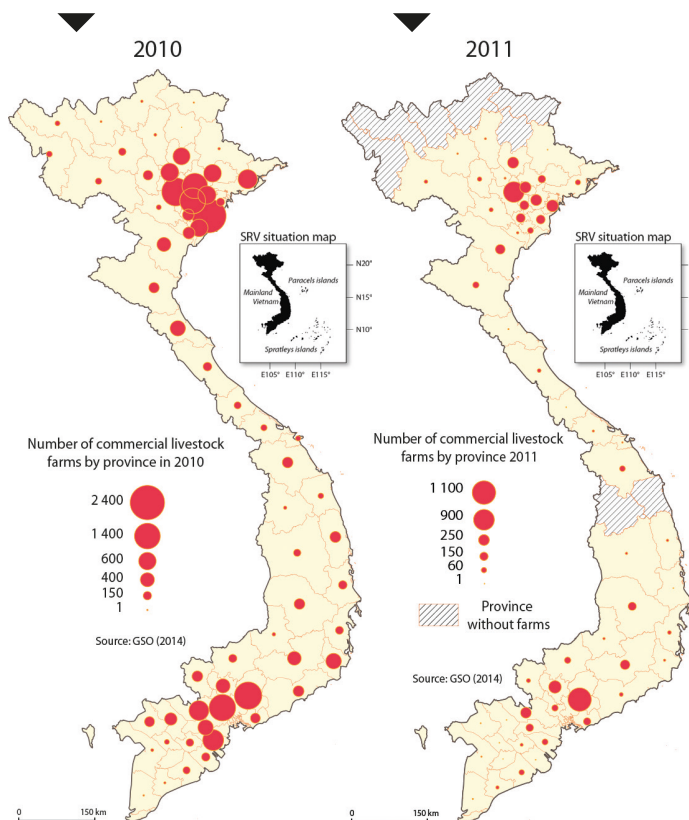 2010
SRV situation map
N20°
Paracels islands
Mainland
Vietnam
N15°
N10°
Spratleys islands
E105° E110° E115°
Number of commercial livestock
farms by province in 2010
2 400
1 400
600
400
150
1
Source: GSO (2014)
0 150 km
2011
SRV situation map
N20°
Paracels islands
Mainland
Vietnam
N15°
N10°
Spratleys islands
E105° E110° E115°
Number of commercial livestock
farms by province 2011
1 100
900
250
150
60
1
Province
without farms
Source: GSO (2014)
0 150 km